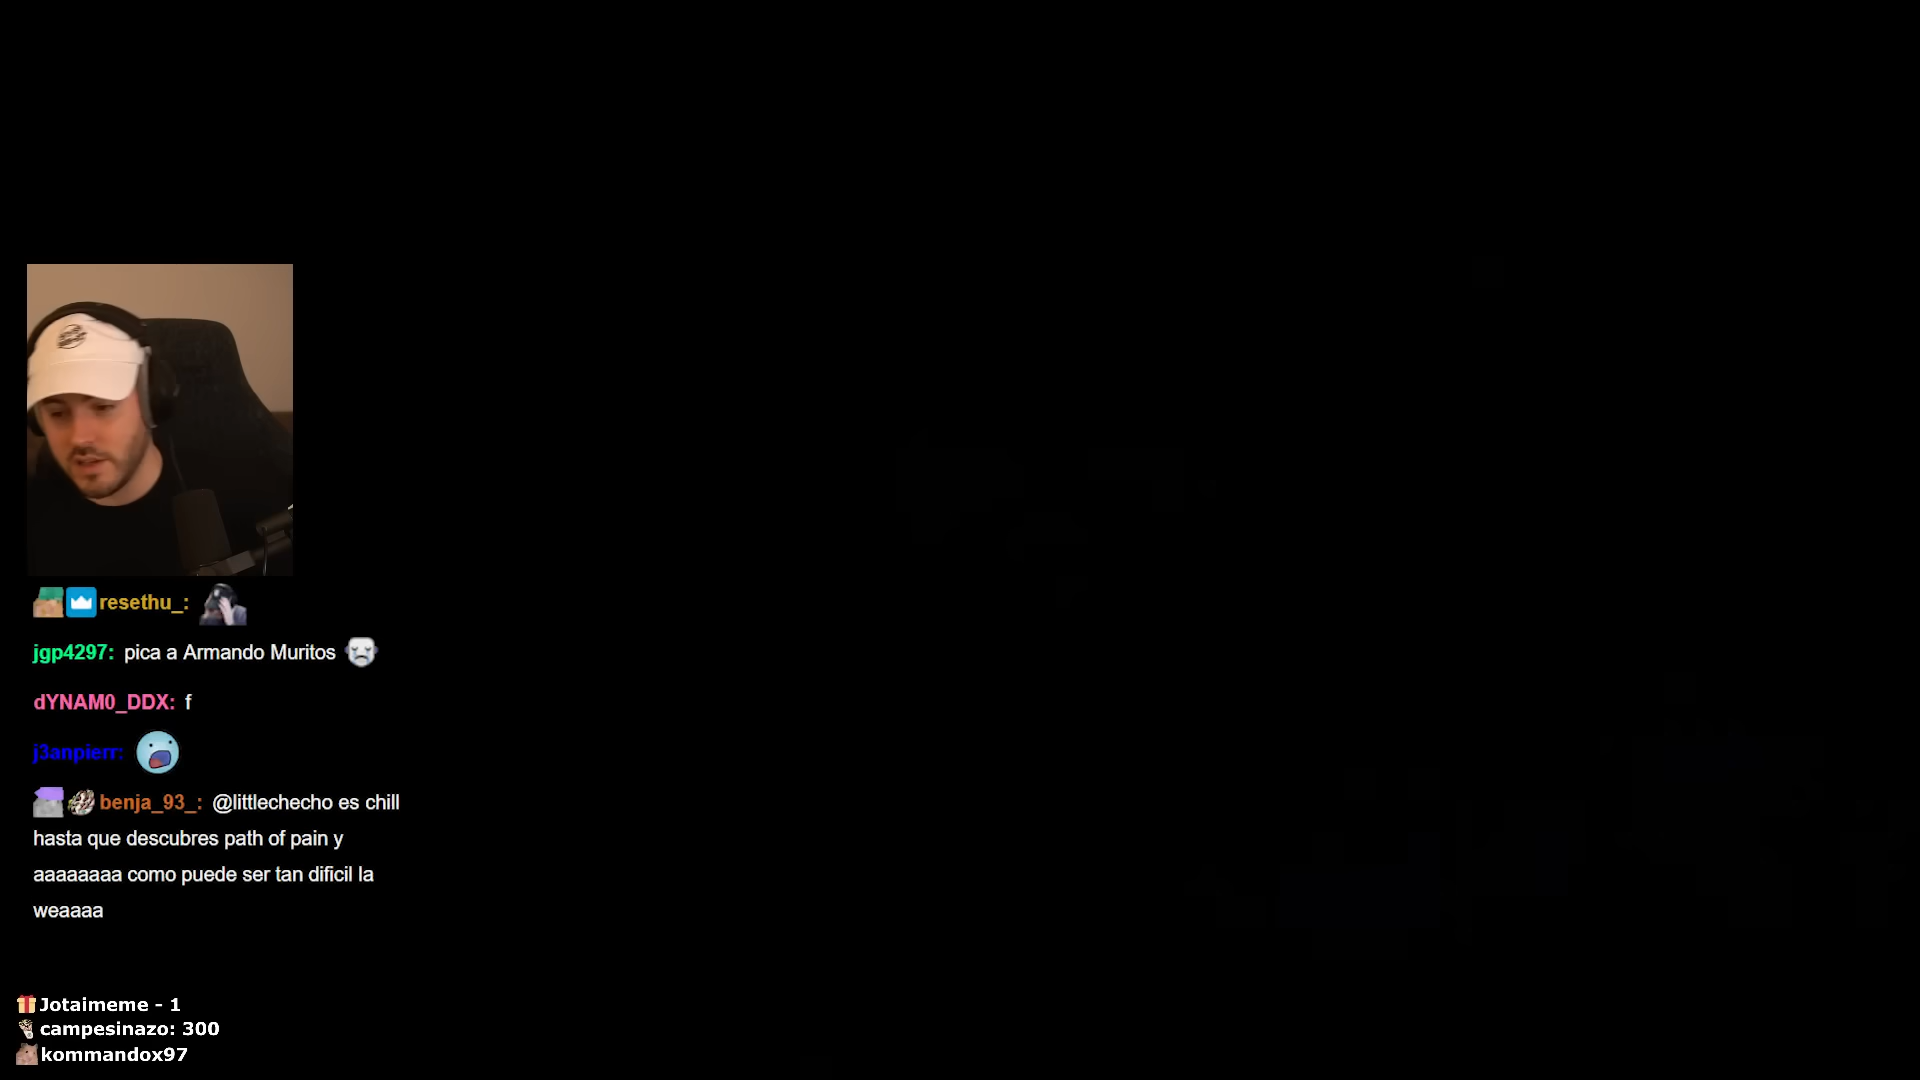 resethu_:
jgp4297: pica a Armando Muritos
dYNAM0_DDX: f
j3anpierr:
benja_93_: @littlechecho es chill
hasta que descubres path of pain y
aaaaaaaa como puede ser tan dificil la
weaaaa
Jotaimeme - 1
campesinazo: 300
kommandox97